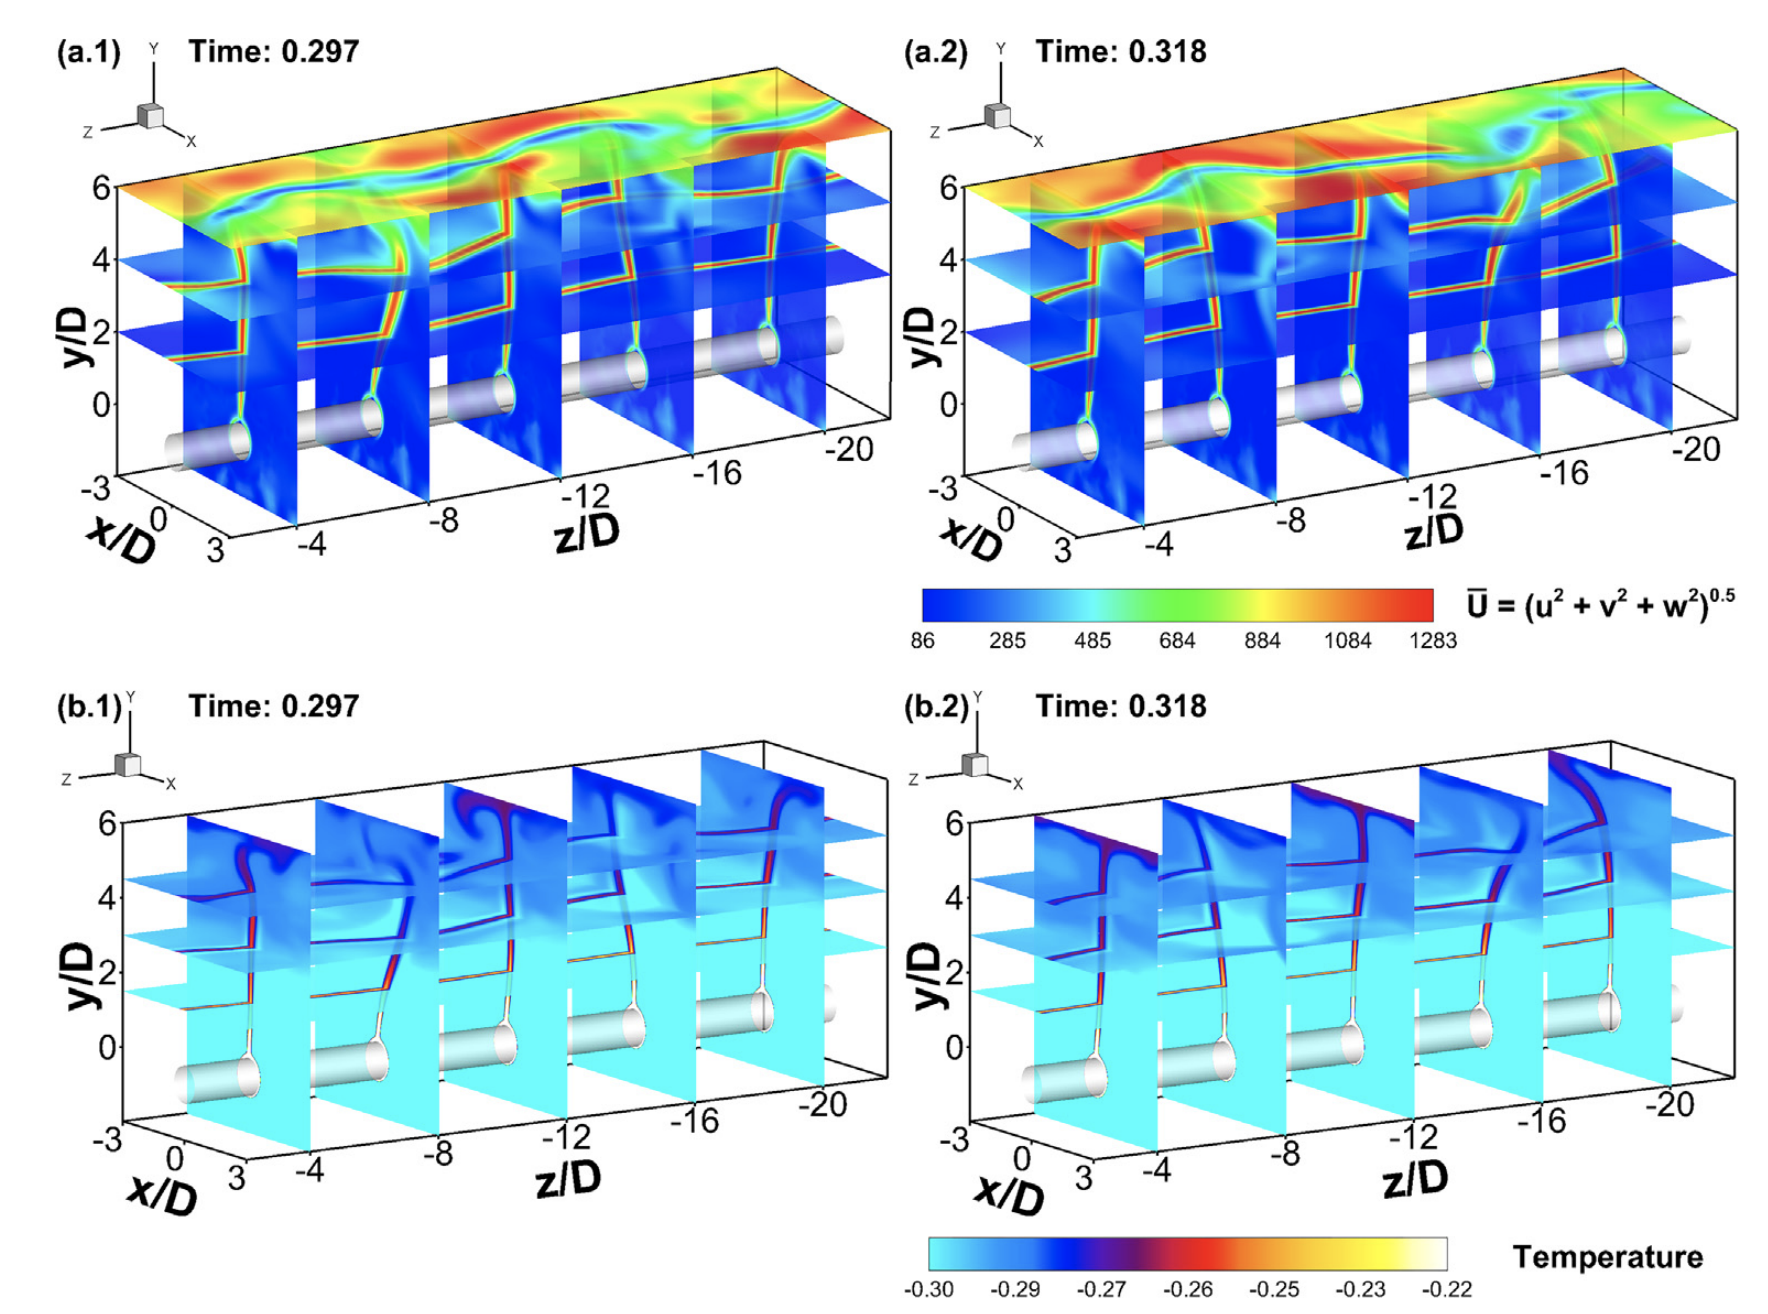 (a.1) Time: 0.297
Y
Z
X
6
4
2
0
-3
y/D
x/D
0
3
-4
-8
-12
-16
-20
z/D
(a.2) Time: 0.318
Y
Z
X
6
4
2
0
-3
y/D
x/D
0
3
-4
-8
-12
-16
-20
z/D
86 285 485 684 884 1084 1283
U̅ = (u² + v² + w²)⁰·⁵
(b.1) Time: 0.297
Y
Z
X
6
4
2
0
-3
y/D
x/D
0
3
-4
-8
-12
-16
-20
z/D
(b.2) Time: 0.318
Y
Z
X
6
4
2
0
-3
y/D
x/D
0
3
-4
-8
-12
-16
-20
z/D
-0.30 -0.29 -0.27 -0.26 -0.25 -0.23 -0.22
Temperature